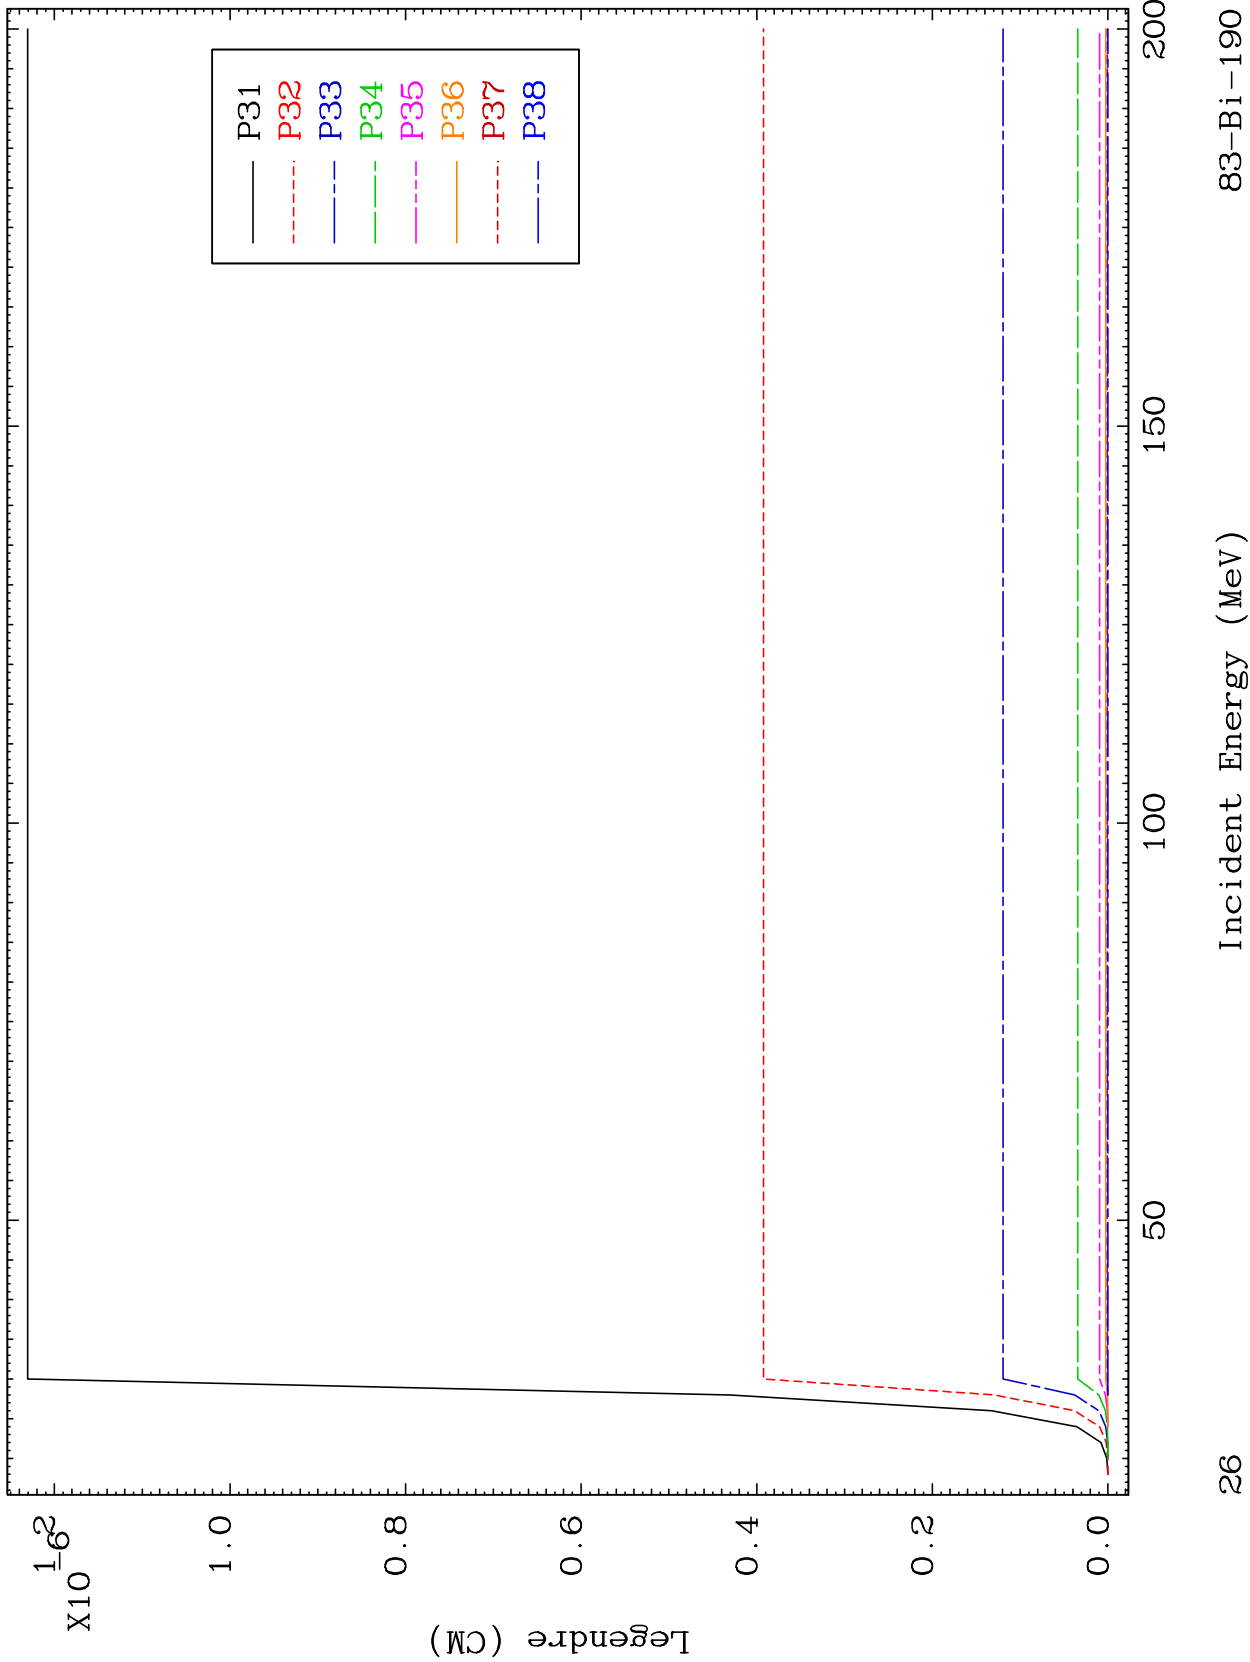 Legendre (CM)
X10
-6
1.2
1.0
0.8
0.6
0.4
0.2
0.0
P31
P32
P33
P34
P35
P36
P37
P38
50
100
150
200
26
Incident Energy (MeV)
83-Bi-190